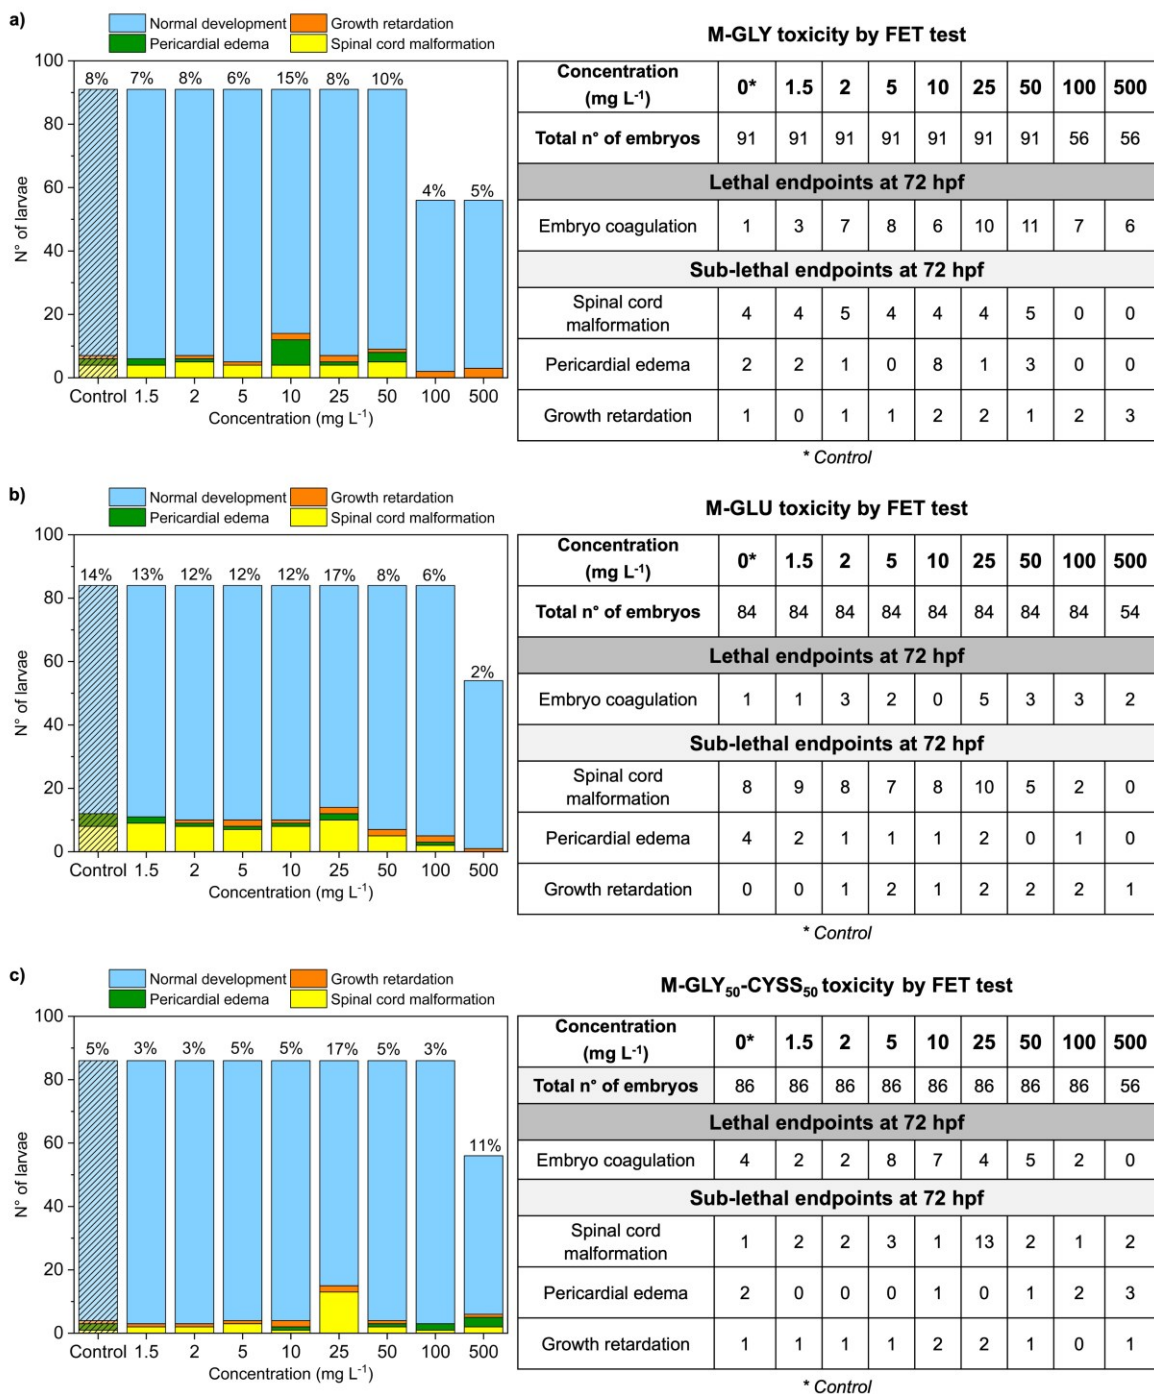 a)
Normal development Growth retardation
Pericardial edema Spinal cord malformation
100
80
60
40
20
0
N° of larvae
8% 7% 8% 6% 15% 8% 10% 4% 5%
Control 1.5 2 5 10 25 50 100 500
Concentration (mg L⁻¹)
M-GLY toxicity by FET test
Concentration
(mg L⁻¹) 0* 1.5 2 5 10 25 50 100 500
Total n° of embryos 91 91 91 91 91 91 91 56 56
Lethal endpoints at 72 hpf
Embryo coagulation 1 3 7 8 6 10 11 7 6
Sub-lethal endpoints at 72 hpf
Spinal cord
malformation 4 4 5 4 4 4 5 0 0
Pericardial edema 2 2 1 0 8 1 3 0 0
Growth retardation 1 0 1 1 2 2 1 2 3
* Control
b)
Normal development Growth retardation
Pericardial edema Spinal cord malformation
100
80
60
40
20
0
N° of larvae
14% 13% 12% 12% 12% 17% 8% 6% 2%
Control 1.5 2 5 10 25 50 100 500
Concentration (mg L⁻¹)
M-GLU toxicity by FET test
Concentration
(mg L⁻¹) 0* 1.5 2 5 10 25 50 100 500
Total n° of embryos 84 84 84 84 84 84 84 84 54
Lethal endpoints at 72 hpf
Embryo coagulation 1 1 3 2 0 5 3 3 2
Sub-lethal endpoints at 72 hpf
Spinal cord
malformation 8 9 8 7 8 10 5 2 0
Pericardial edema 4 2 1 1 1 2 0 1 0
Growth retardation 0 0 1 2 1 2 2 2 1
* Control
c)
Normal development Growth retardation
Pericardial edema Spinal cord malformation
100
80
60
40
20
0
N° of larvae
5% 3% 3% 5% 5% 17% 5% 3% 11%
Control 1.5 2 5 10 25 50 100 500
Concentration (mg L⁻¹)
M-GLY₅₀-CYSS₅₀ toxicity by FET test
Concentration
(mg L⁻¹) 0* 1.5 2 5 10 25 50 100 500
Total n° of embryos 86 86 86 86 86 86 86 86 56
Lethal endpoints at 72 hpf
Embryo coagulation 4 2 2 8 7 4 5 2 0
Sub-lethal endpoints at 72 hpf
Spinal cord
malformation 1 2 2 3 1 13 2 1 2
Pericardial edema 2 0 0 0 1 0 1 2 3
Growth retardation 1 1 1 1 2 2 1 0 1
* Control